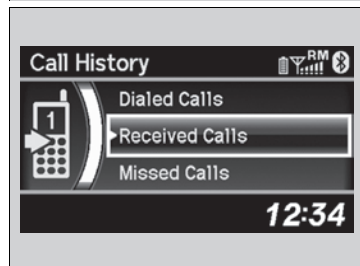 Call History RM
1
Dialed Calls
Received Calls
Missed Calls
12:34